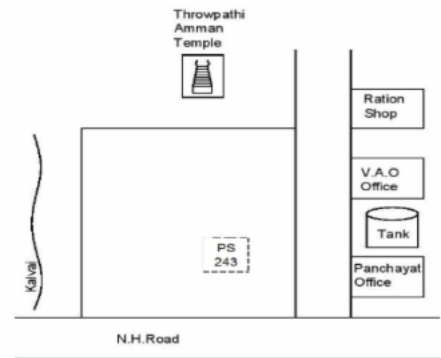 Throwpathi
Amman
Temple
Ration
Shop
V.A.O
Office
Tank
PS
243
Panchayat
Office
Kalvai
N.H.Road